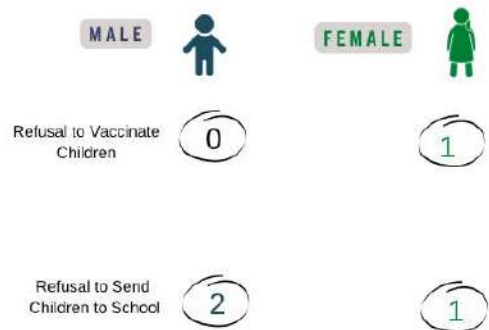 MALE FEMALE
Refusal to Vaccinate
Children
0 1
Refusal to Send
Children to School
2 1